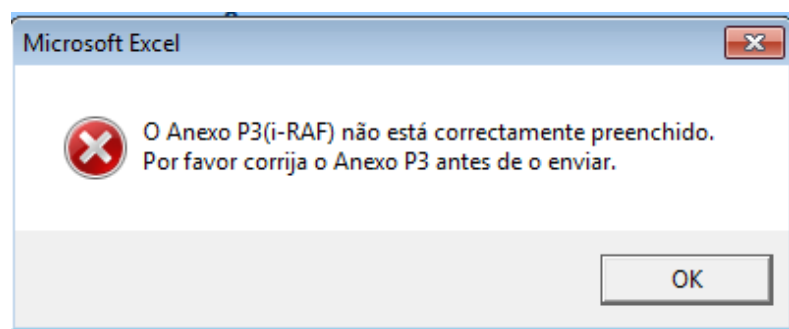 Microsoft Excel
O Anexo P3(i-RAF) não está correctamente preenchido.
Por favor corrija o Anexo P3 antes de o enviar.
OK